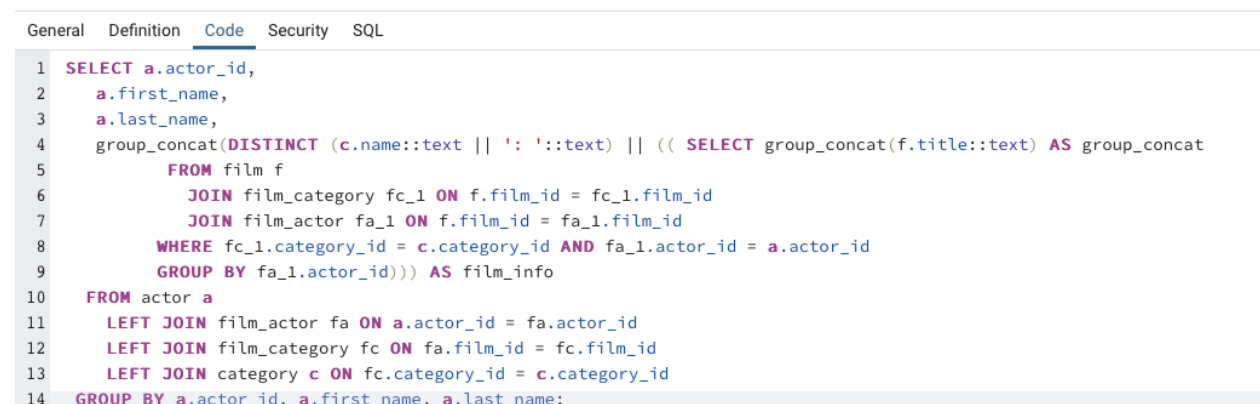 General Definition Code Security SQL
1 SELECT a.actor_id,
2 a.first_name,
3 a.last_name,
4 group_concat(DISTINCT (c.name::text || ': '::text) || (( SELECT group_concat(f.title::text) AS group_concat
5 FROM film f
6 JOIN film_category fc_1 ON f.film_id = fc_1.film_id
7 JOIN film_actor fa_1 ON f.film_id = fa_1.film_id
8 WHERE fc_1.category_id = c.category_id AND fa_1.actor_id = a.actor_id
9 GROUP BY fa_1.actor_id))) AS film_info
10 FROM actor a
11 LEFT JOIN film_actor fa ON a.actor_id = fa.actor_id
12 LEFT JOIN film_category fc ON fa.film_id = fc.film_id
13 LEFT JOIN category c ON fc.category_id = c.category_id
14 GROUP BY a.actor_id, a.first_name, a.last_name;